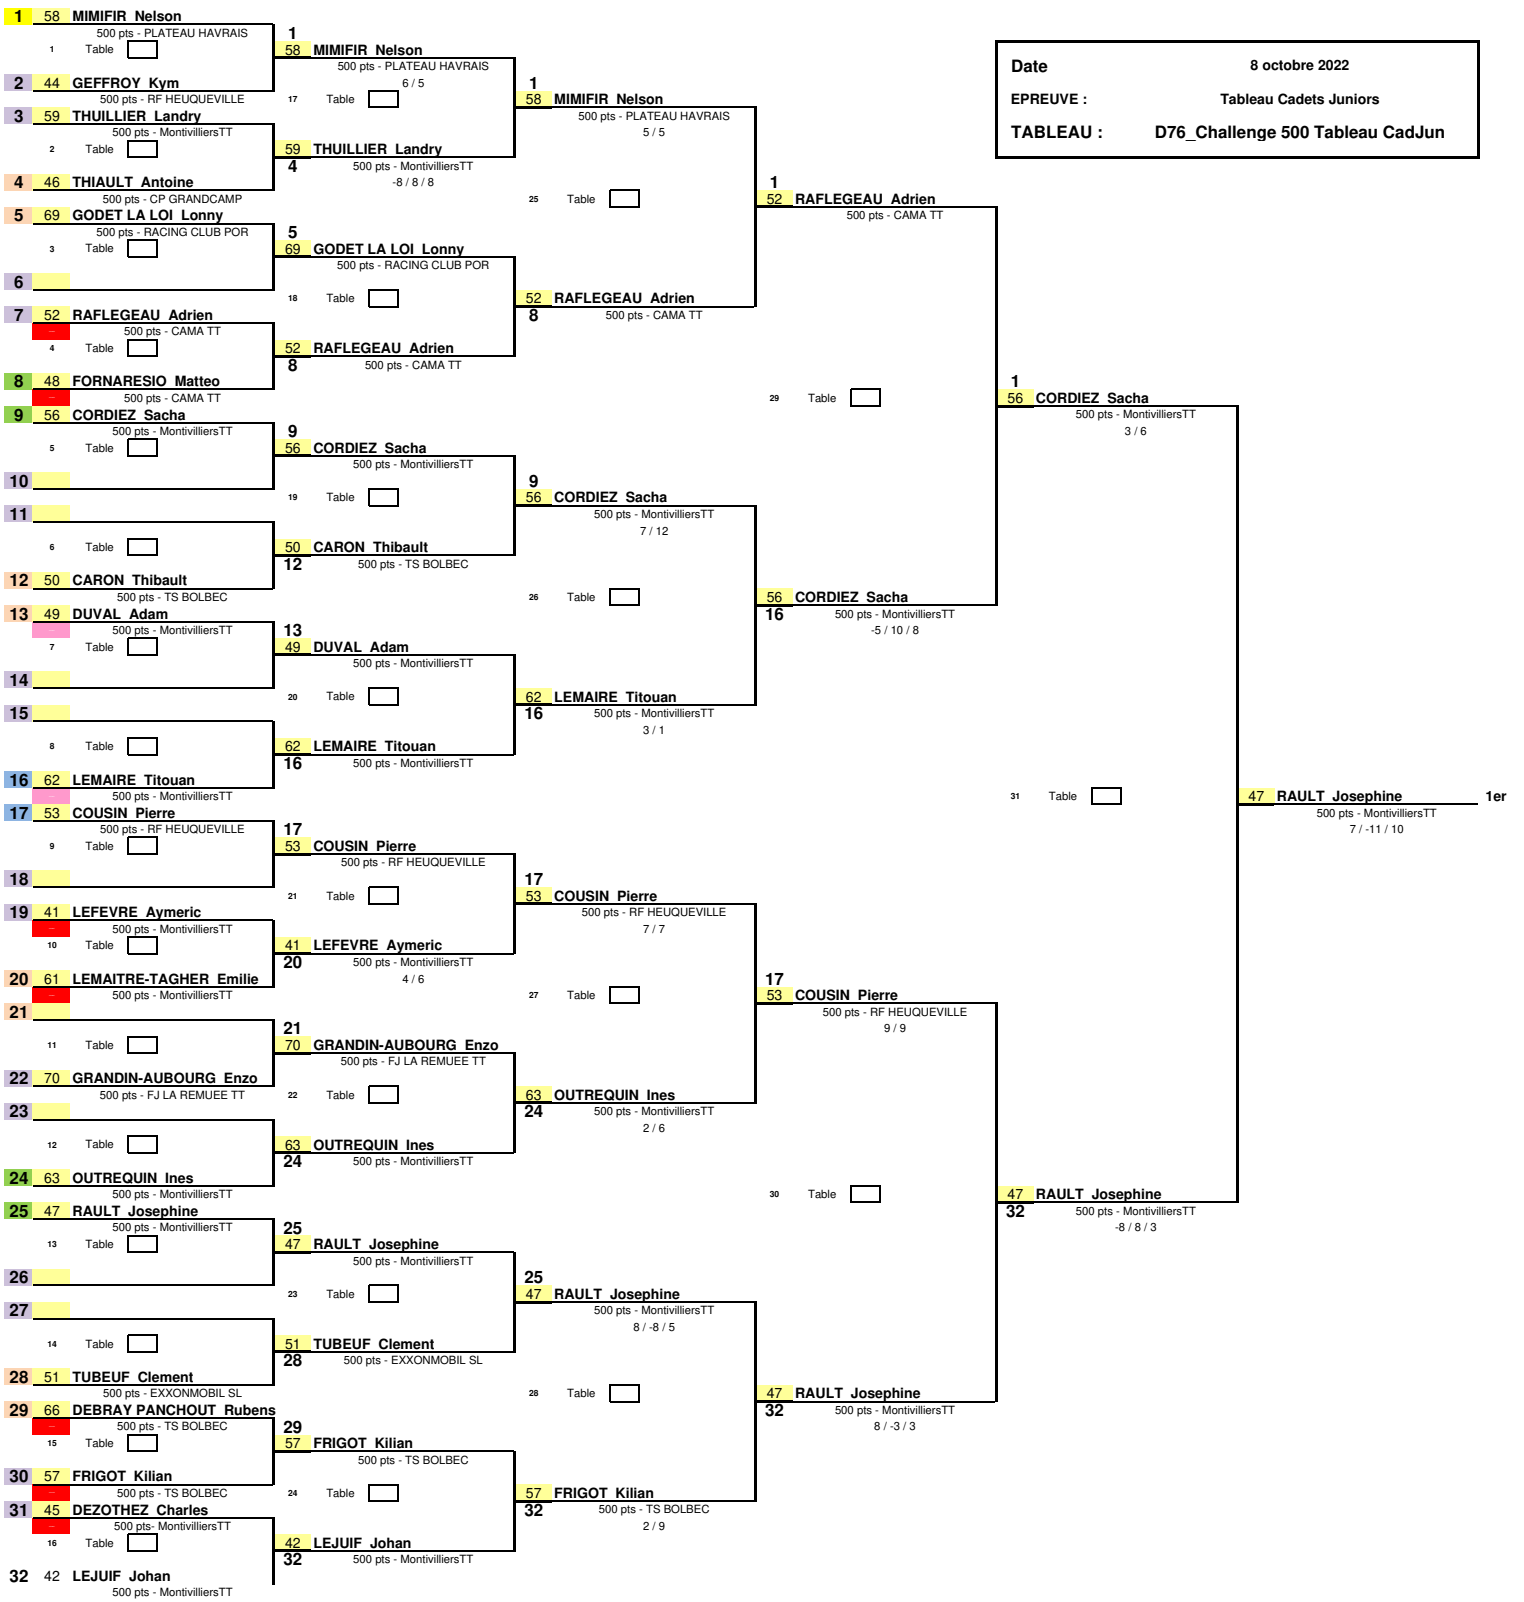 Date 8 octobre 2022
EPREUVE : Tableau Cadets Juniors
TABLEAU : D76_Challenge 500 Tableau CadJun
1 58 MIMIFIR Nelson
500 pts - PLATEAU HAVRAIS
1 Table
2 44 GEFFROY Kym
500 pts - RF HEUQUEVILLE
3 59 THUILLIER Landry
500 pts - MontivilliersTT
2 Table
4 46 THIAULT Antoine
500 pts - CP GRANDCAMP
5 69 GODET LA LOI Lonny
500 pts - RACING CLUB POR
3 Table
6
7 52 RAFLEGEAU Adrien
500 pts - CAMA TT
4 Table
8 48 FORNARESIO Matteo
500 pts - CAMA TT
9 56 CORDIEZ Sacha
500 pts - MontivilliersTT
5 Table
10
11
6 Table
12 50 CARON Thibault
500 pts - TS BOLBEC
13 49 DUVAL Adam
500 pts - MontivilliersTT
7 Table
14
15
8 Table
16 62 LEMAIRE Titouan
500 pts - MontivilliersTT
17 53 COUSIN Pierre
500 pts - RF HEUQUEVILLE
9 Table
18
19 41 LEFEVRE Aymeric
500 pts - MontivilliersTT
10 Table
20 61 LEMAITRE-TAGHER Emilie
500 pts - MontivilliersTT
21
11 Table
22 70 GRANDIN-AUBOURG Enzo
500 pts - FJ LA REMUEE TT
23
12 Table
24 63 OUTREQUIN Ines
500 pts - MontivilliersTT
25 47 RAULT Josephine
500 pts - MontivilliersTT
13 Table
26
27
14 Table
28 51 TUBEUF Clement
500 pts - EXXONMOBIL SL
29 66 DEBRAY PANCHOUT Rubens
500 pts - TS BOLBEC
15 Table
30 57 FRIGOT Kilian
500 pts - TS BOLBEC
31 45 DEZOTHEZ Charles
500 pts- MontivilliersTT
16 Table
32 42 LEJUIF Johan
500 pts - MontivilliersTT
1
58 MIMIFIR Nelson
500 pts - PLATEAU HAVRAIS
6 / 5
17 Table
59 THUILLIER Landry
4
500 pts - MontivilliersTT
-8 / 8 / 8
5
69 GODET LA LOI Lonny
500 pts - RACING CLUB POR
18 Table
52 RAFLEGEAU Adrien
8
500 pts - CAMA TT
9
56 CORDIEZ Sacha
500 pts - MontivilliersTT
19 Table
50 CARON Thibault
12
500 pts - TS BOLBEC
13
49 DUVAL Adam
500 pts - MontivilliersTT
20 Table
62 LEMAIRE Titouan
16
500 pts - MontivilliersTT
17
53 COUSIN Pierre
500 pts - RF HEUQUEVILLE
21 Table
41 LEFEVRE Aymeric
20
500 pts - MontivilliersTT
4 / 6
21
70 GRANDIN-AUBOURG Enzo
500 pts - FJ LA REMUEE TT
22 Table
63 OUTREQUIN Ines
24
500 pts - MontivilliersTT
25
47 RAULT Josephine
500 pts - MontivilliersTT
23 Table
51 TUBEUF Clement
28
500 pts - EXXONMOBIL SL
29
57 FRIGOT Kilian
500 pts - TS BOLBEC
24 Table
42 LEJUIF Johan
32
500 pts - MontivilliersTT
1
58 MIMIFIR Nelson
500 pts - PLATEAU HAVRAIS
5 / 5
25 Table
52 RAFLEGEAU Adrien
8
500 pts - CAMA TT
9
56 CORDIEZ Sacha
500 pts - MontivilliersTT
7 / 12
26 Table
62 LEMAIRE Titouan
16
500 pts - MontivilliersTT
3 / 1
17
53 COUSIN Pierre
500 pts - RF HEUQUEVILLE
7 / 7
27 Table
63 OUTREQUIN Ines
24
500 pts - MontivilliersTT
2 / 6
25
47 RAULT Josephine
500 pts - MontivilliersTT
8 / -8 / 5
28 Table
57 FRIGOT Kilian
32
500 pts - TS BOLBEC
2 / 9
1
52 RAFLEGEAU Adrien
500 pts - CAMA TT
29 Table
56 CORDIEZ Sacha
16
500 pts - MontivilliersTT
-5 / 10 / 8
17
53 COUSIN Pierre
500 pts - RF HEUQUEVILLE
9 / 9
30 Table
47 RAULT Josephine
32
500 pts - MontivilliersTT
8 / -3 / 3
1
56 CORDIEZ Sacha
500 pts - MontivilliersTT
3 / 6
31 Table
47 RAULT Josephine
32
500 pts - MontivilliersTT
-8 / 8 / 3
47 RAULT Josephine 1er
500 pts - MontivilliersTT
7 / -11 / 10